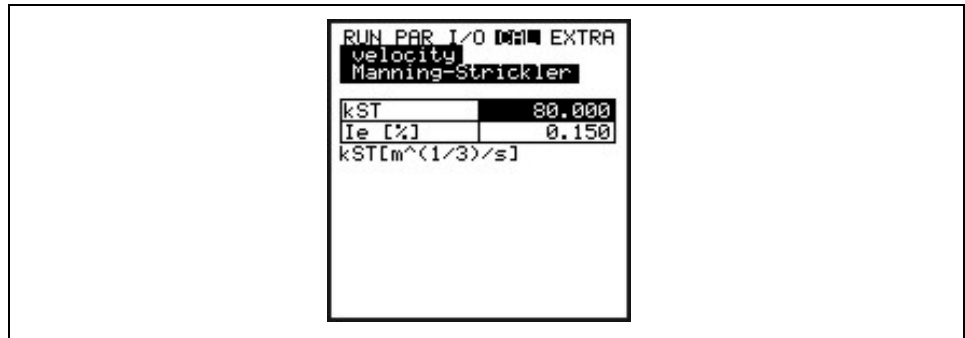 RUN PAR I/O CAL EXTRA
velocity
Manning-Strickler
kST 80.000
Ie [%] 0.150
kST[m^(1/3)/s]